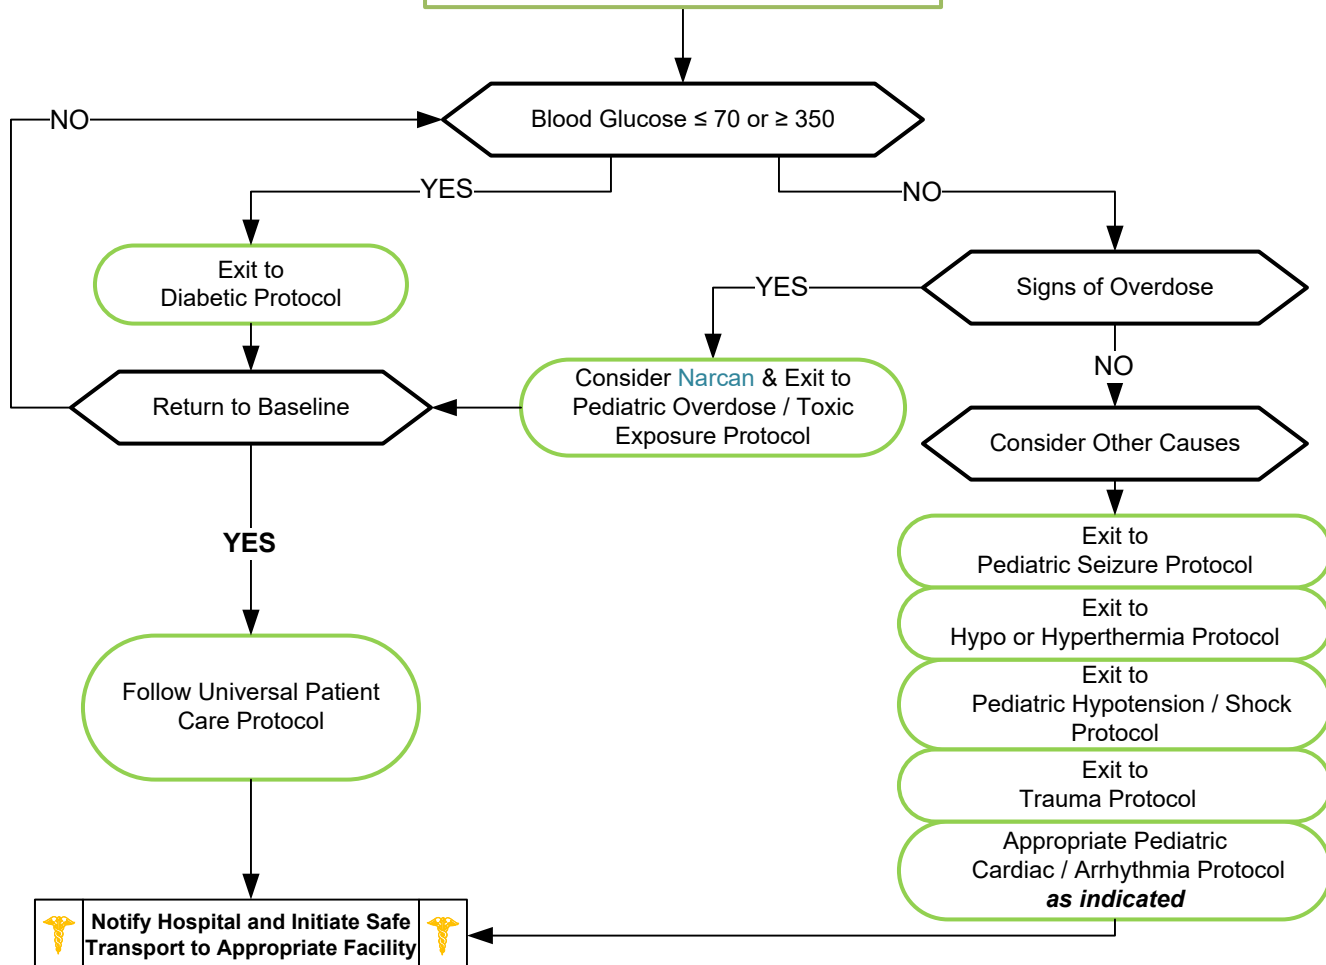 Blood Glucose ≤ 70 or ≥ 350
NO
YES
NO
Exit to
Diabetic Protocol
Signs of Overdose
YES
NO
Consider Narcan & Exit to
Pediatric Overdose / Toxic
Exposure Protocol
Return to Baseline
Consider Other Causes
YES
Exit to
Pediatric Seizure Protocol
Exit to
Hypo or Hyperthermia Protocol
Exit to
Pediatric Hypotension / Shock
Protocol
Exit to
Trauma Protocol
Appropriate Pediatric
Cardiac / Arrhythmia Protocol
as indicated
Follow Universal Patient
Care Protocol
Notify Hospital and Initiate Safe
Transport to Appropriate Facility